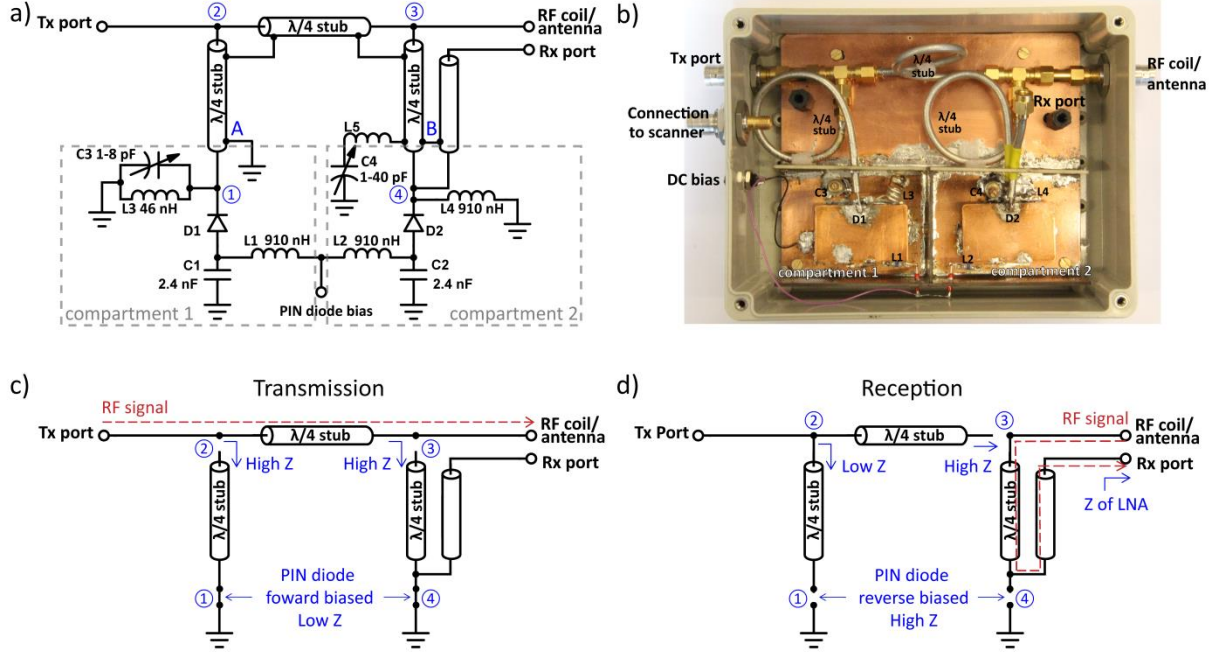 a)
Tx port
②
λ/4 stub
③
RF coil/
antenna
Rx port
λ/4 stub
λ/4 stub
A
B
L5
C3 1-8 pF
C4
1-40 pF
L3 46 nH
①
④
L4 910 nH
D1
D2
L1 910 nH
L2 910 nH
C1
2.4 nF
C2
2.4 nF
PIN diode bias
compartment 1
compartment 2
b)
Tx port
Connection
to scanner
DC bias
λ/4
stub
λ/4
stub
λ/4
stub
Rx port
RF coil/
antenna
C3
L3
C4
L4
D1
D2
L1
L2
compartment 1
compartment 2
c)
Transmission
RF signal
Tx port
②
λ/4 stub
③
RF coil/
antenna
High Z
High Z
Rx port
λ/4 stub
λ/4 stub
①
PIN diode
foward biased
Low Z
④
d)
Reception
Tx Port
②
λ/4 stub
③
RF signal
RF coil/
antenna
Low Z
High Z
Rx port
Z of LNA
λ/4 stub
λ/4 stub
①
PIN diode
reverse biased
High Z
④